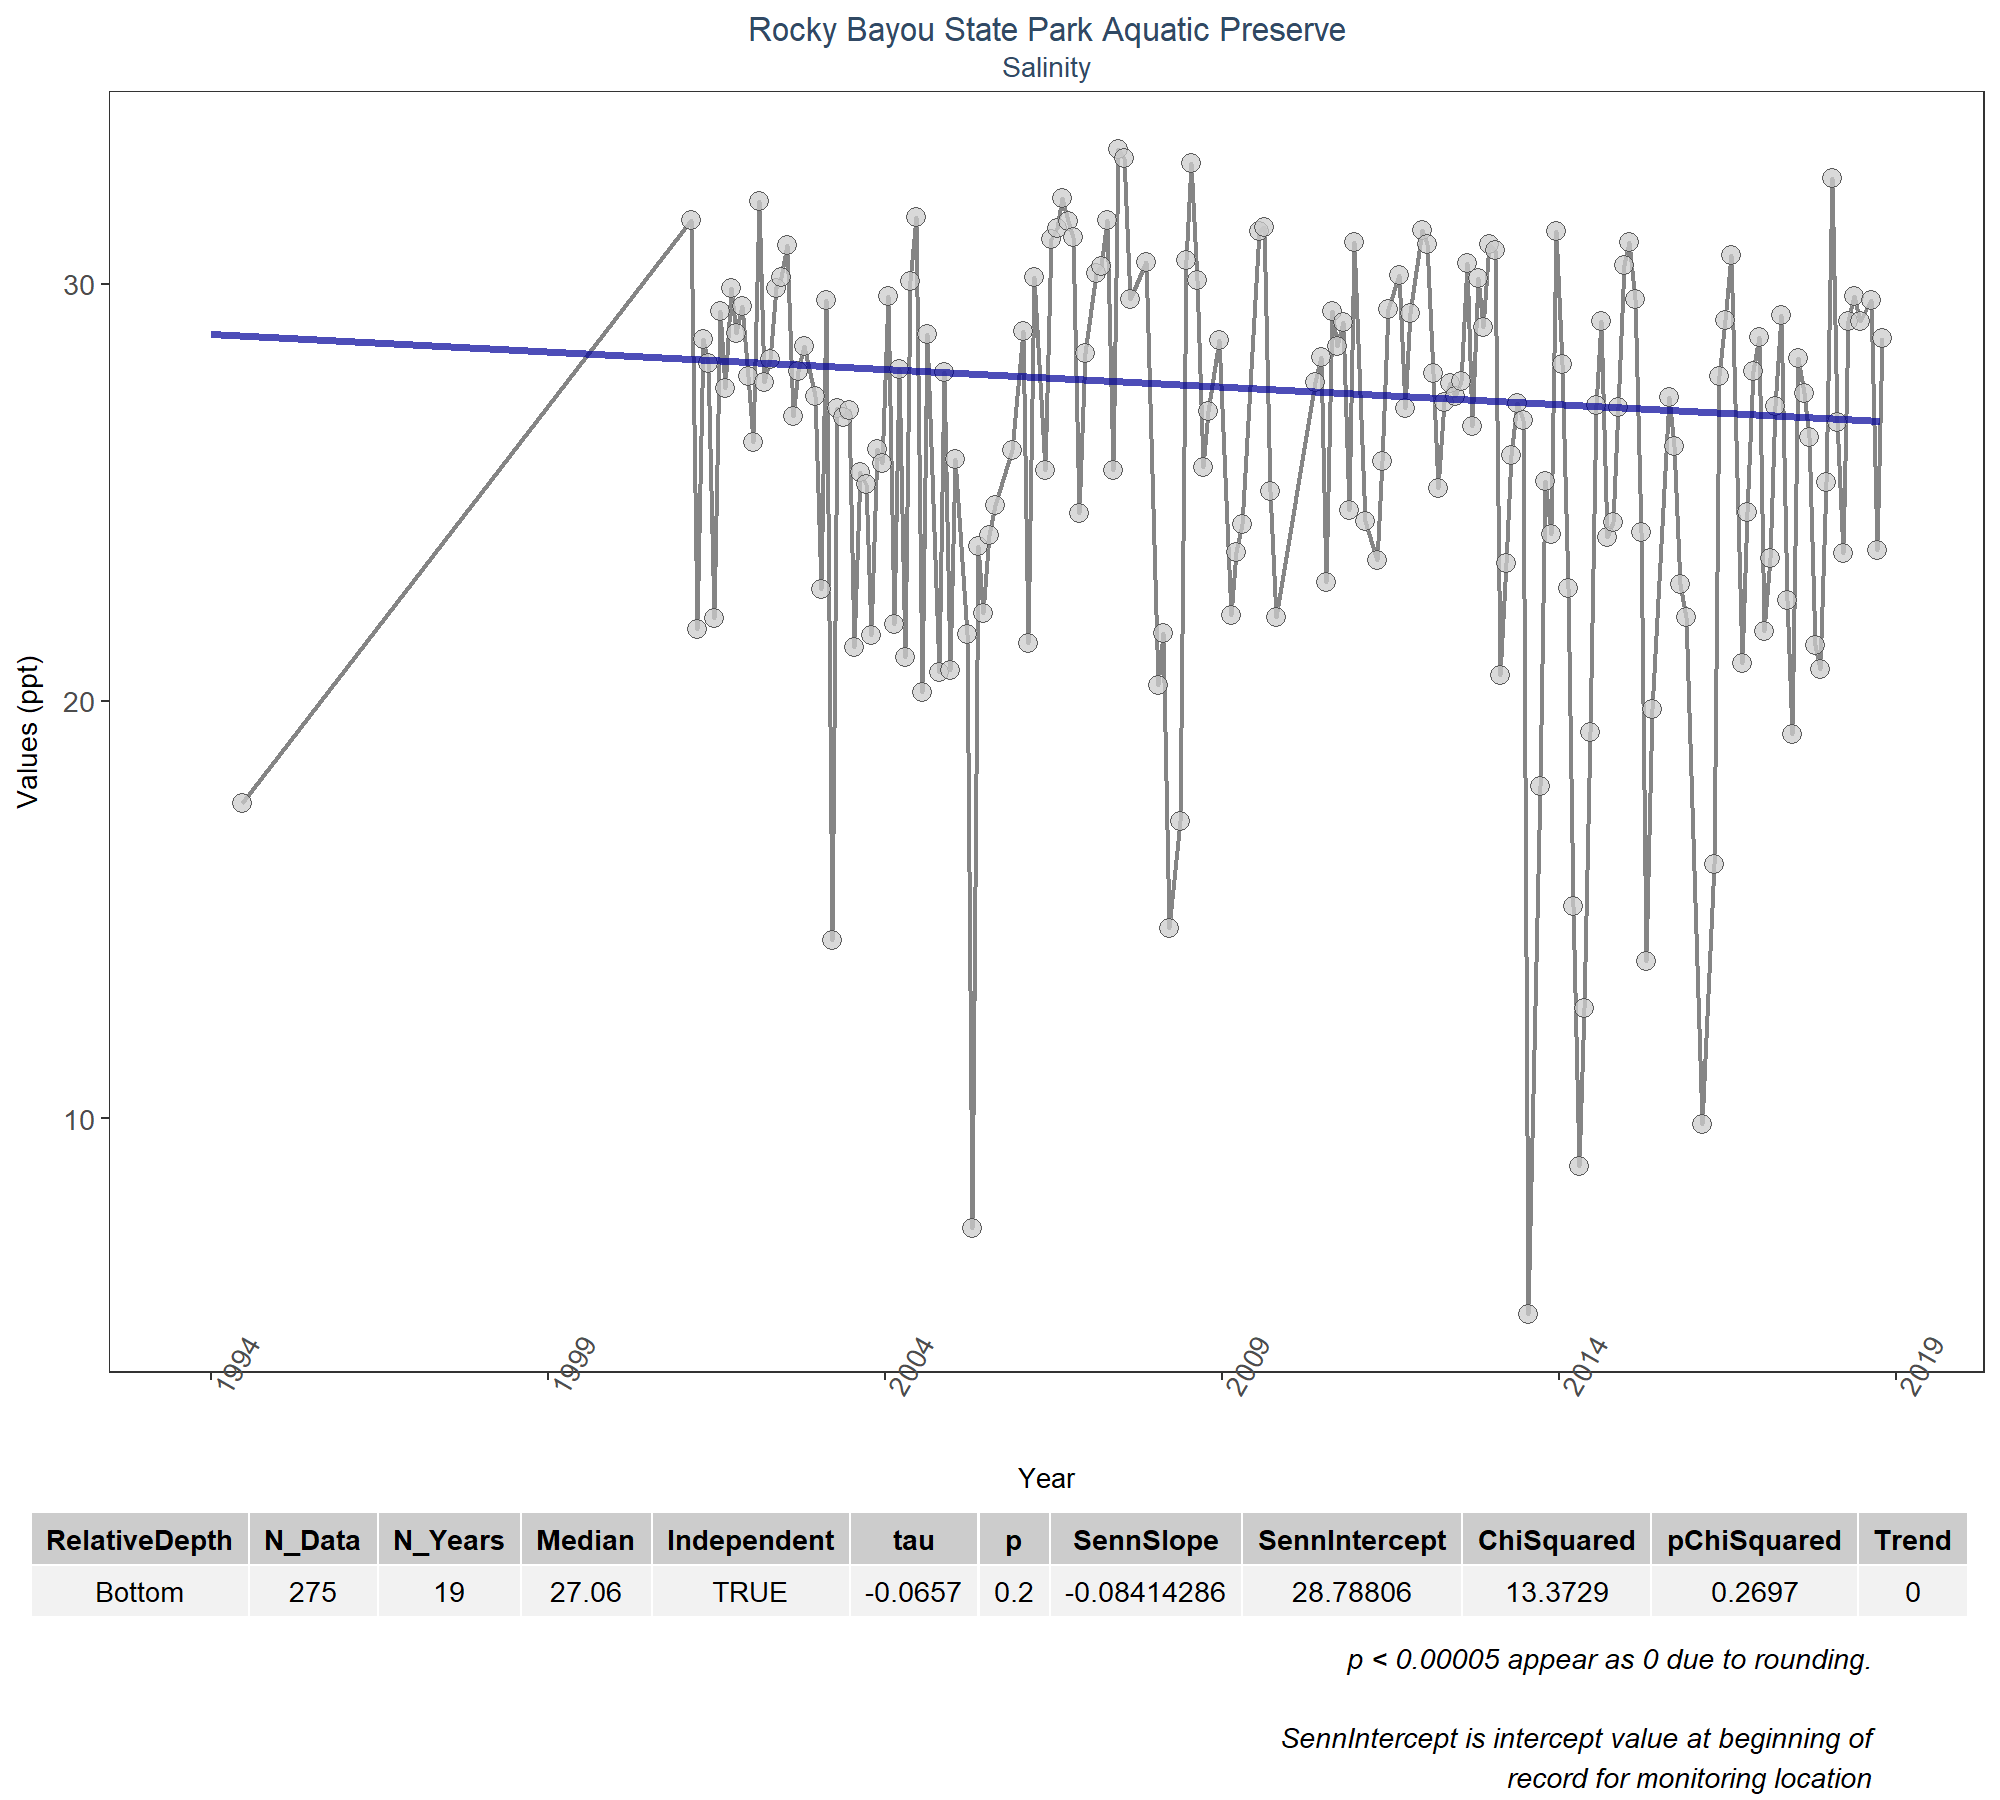 Rocky Bayou State Park Aquatic Preserve
Salinity
Values (ppt)
30
20
10
1994
1999
2004
2009
2014
2019
Year
RelativeDepth N_Data N_Years Median Independent tau p SennSlope SennIntercept ChiSquared pChiSquared Trend
Bottom 275 19 27.06 TRUE -0.0657 0.2 -0.08414286 28.78806 13.3729 0.2697 0
p < 0.00005 appear as 0 due to rounding.
SennIntercept is intercept value at beginning of
record for monitoring location